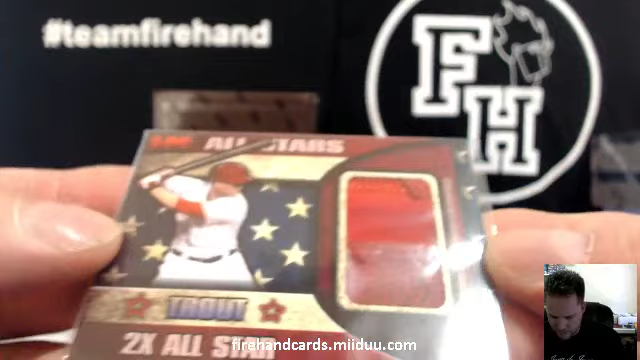 #teamfirehand
FH
ALL STARS
TROUT
2X ALL STAR
firehandcards.miiduu.com